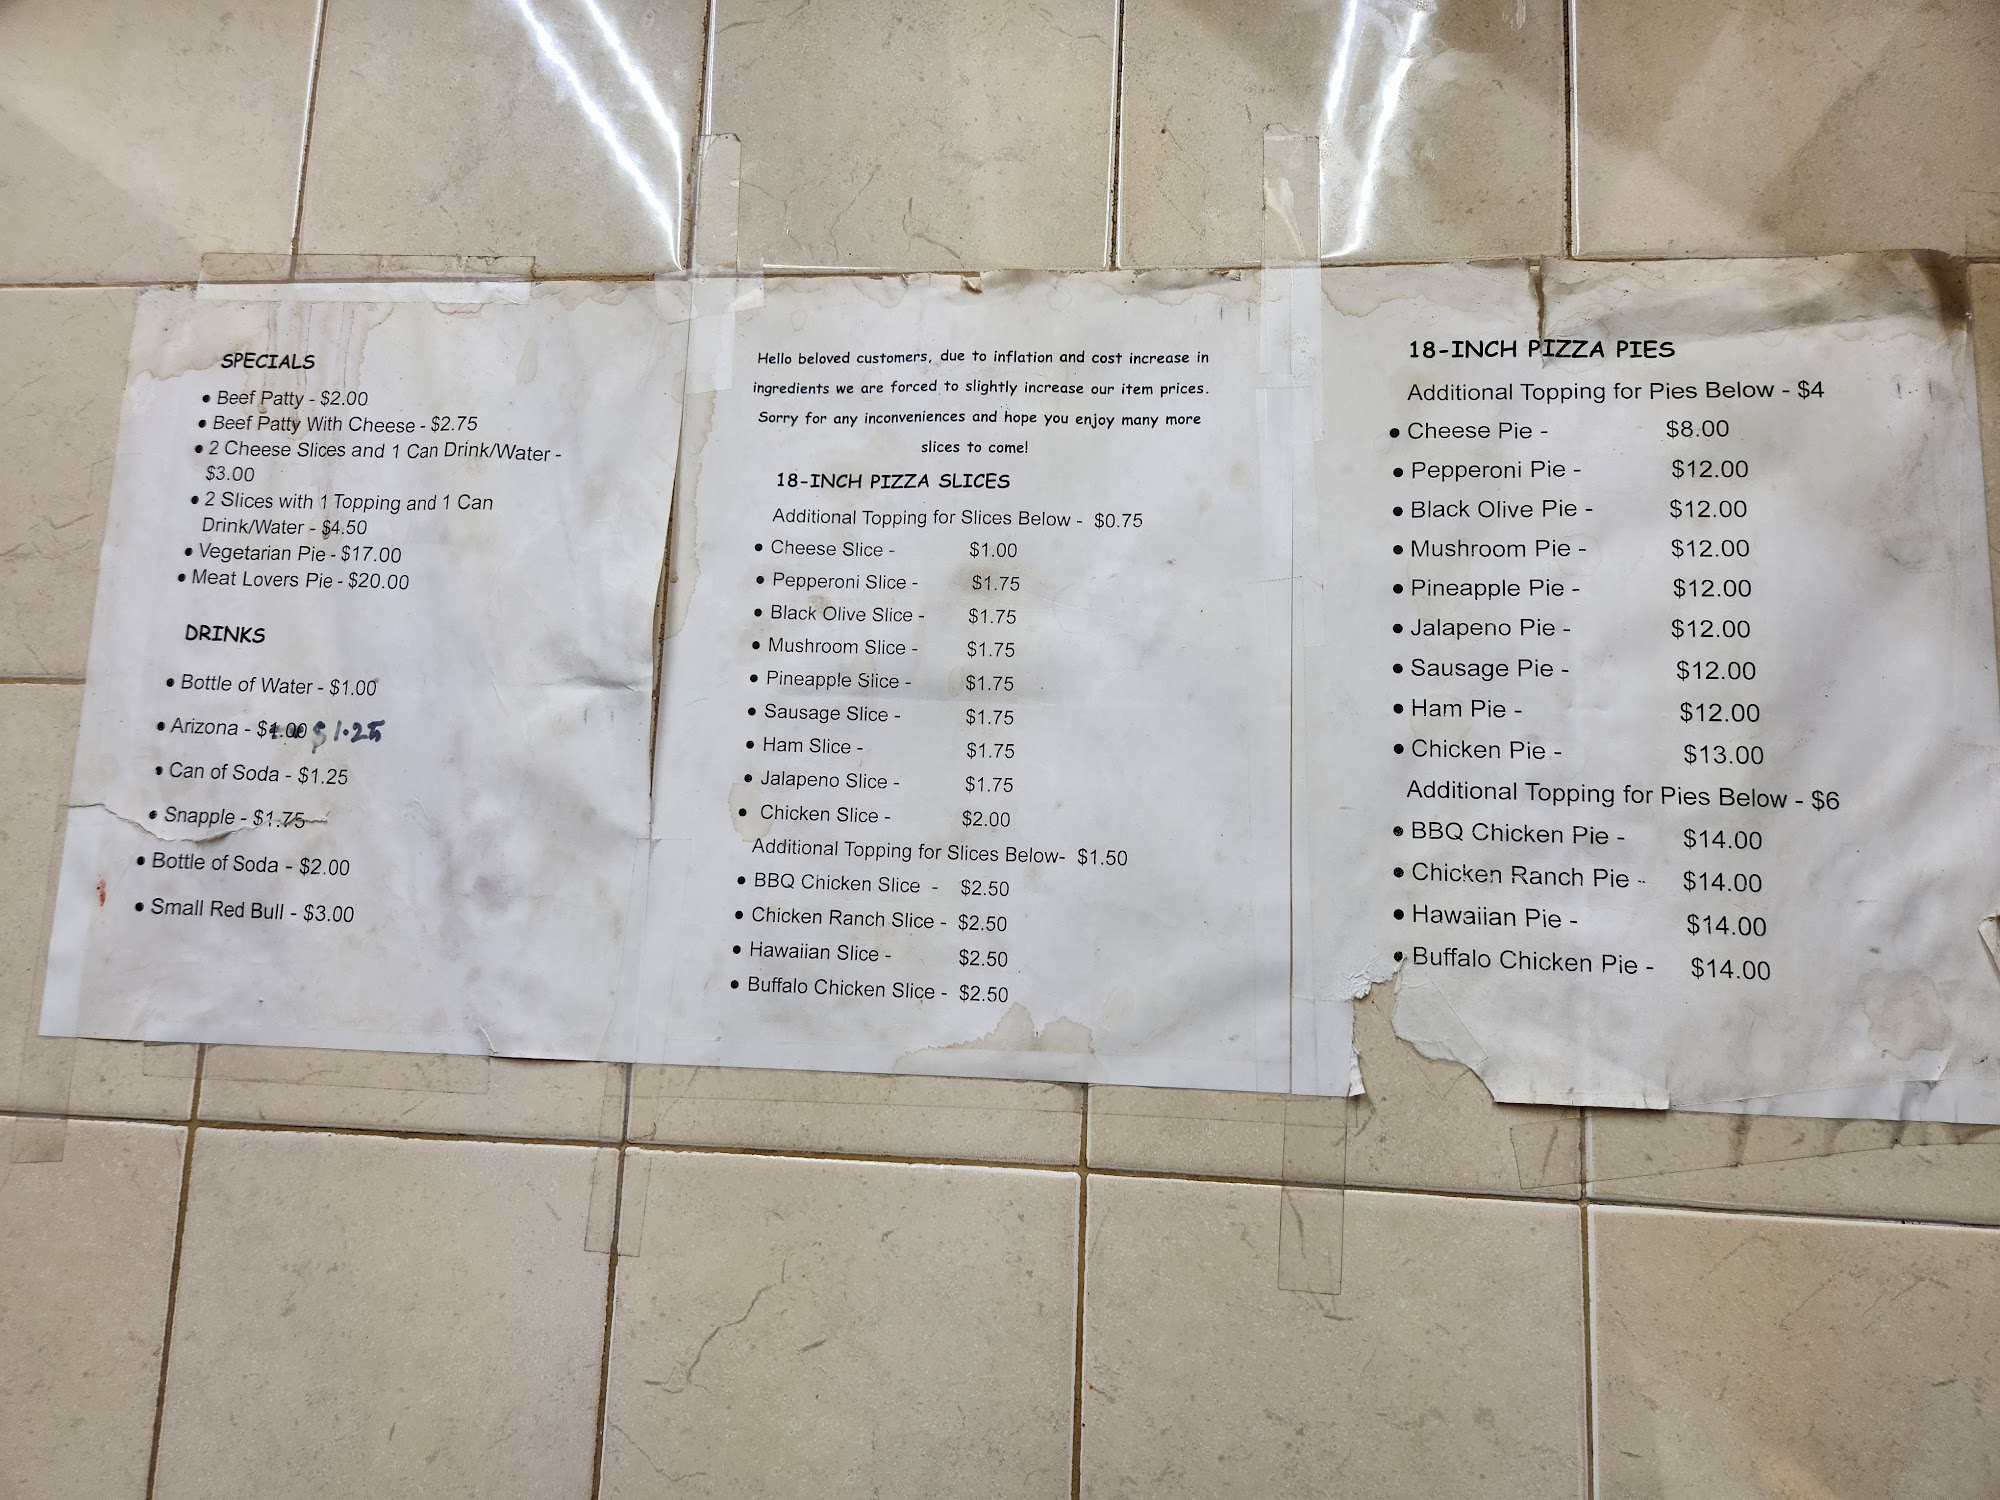 SPECIALS
• Beef Patty - $2.00
• Beef Patty With Cheese - $2.75
• 2 Cheese Slices and 1 Can Drink/Water -
$3.00
• 2 Slices with 1 Topping and 1 Can
Drink/Water - $4.50
• Vegetarian Pie - $17.00
• Meat Lovers Pie - $20.00
DRINKS
• Bottle of Water - $1.00
• Arizona - $1.00 $1.25
• Can of Soda - $1.25
• Snapple - $1.75
• Bottle of Soda - $2.00
• Small Red Bull - $3.00
Hello beloved customers, due to inflation and cost increase in
ingredients we are forced to slightly increase our item prices.
Sorry for any inconveniences and hope you enjoy many more
slices to come!
18-INCH PIZZA SLICES
Additional Topping for Slices Below - $0.75
• Cheese Slice - $1.00
• Pepperoni Slice - $1.75
• Black Olive Slice - $1.75
• Mushroom Slice - $1.75
• Pineapple Slice - $1.75
• Sausage Slice - $1.75
• Ham Slice - $1.75
• Jalapeno Slice - $1.75
• Chicken Slice - $2.00
Additional Topping for Slices Below- $1.50
• BBQ Chicken Slice - $2.50
• Chicken Ranch Slice - $2.50
• Hawaiian Slice - $2.50
• Buffalo Chicken Slice - $2.50
18-INCH PIZZA PIES
Additional Topping for Pies Below - $4
• Cheese Pie - $8.00
• Pepperoni Pie - $12.00
• Black Olive Pie - $12.00
• Mushroom Pie - $12.00
• Pineapple Pie - $12.00
• Jalapeno Pie - $12.00
• Sausage Pie - $12.00
• Ham Pie - $12.00
• Chicken Pie - $13.00
Additional Topping for Pies Below - $6
• BBQ Chicken Pie - $14.00
• Chicken Ranch Pie - $14.00
• Hawaiian Pie - $14.00
• Buffalo Chicken Pie - $14.00